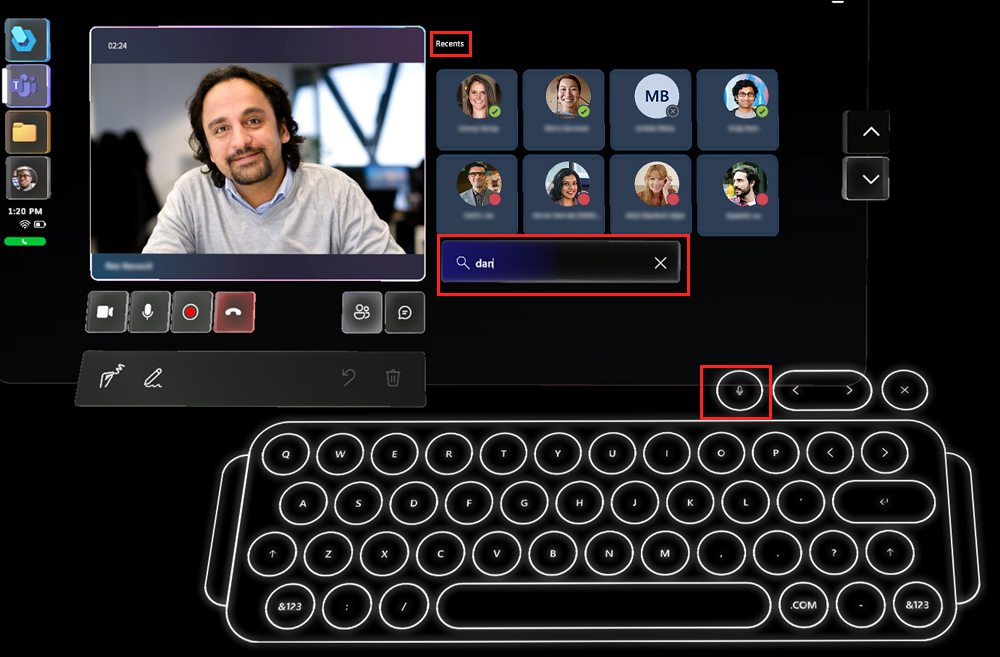 02:24
Recents
T
MB
1:20 PM
dan
Q W E R T Y U I O P < >
A S D F G H J K L '
Z X C V B N M , . ?
&123 : / .COM - &123